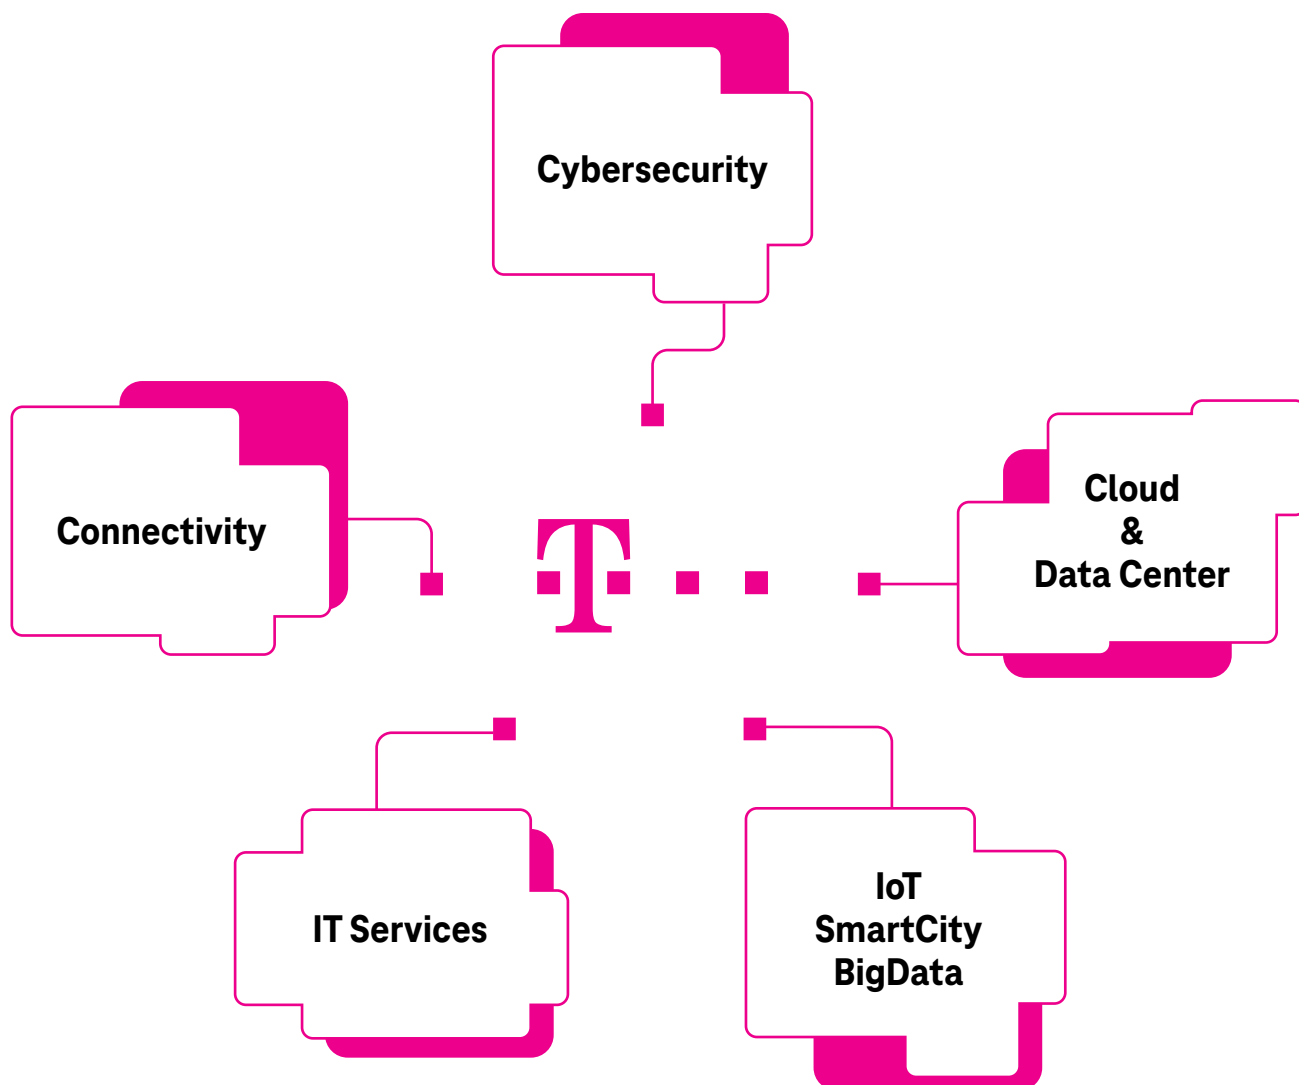 Cybersecurity
Connectivity
Cloud
&
Data Center
T
IT Services
IoT
SmartCity
BigData